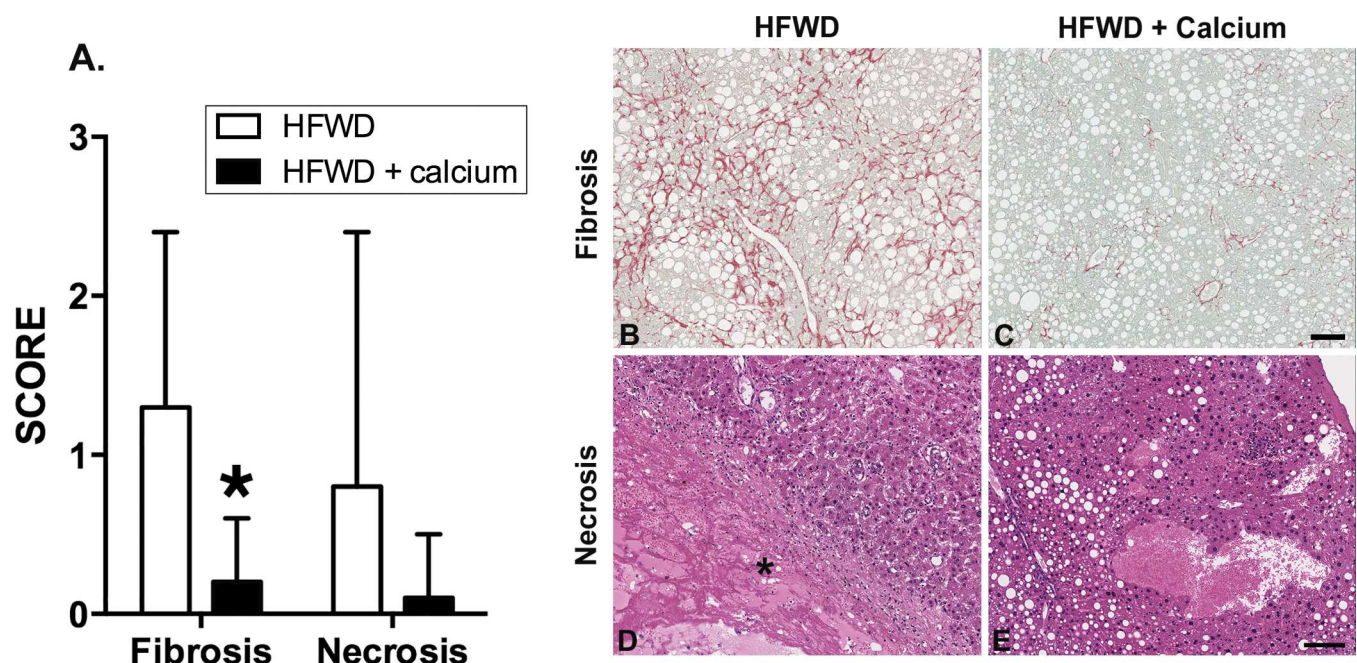 A.
HFWD
HFWD + calcium
3
2
1
0
SCORE
*
Fibrosis
Necrosis
HFWD
HFWD + Calcium
Fibrosis
B
C
Necrosis
*
D
E